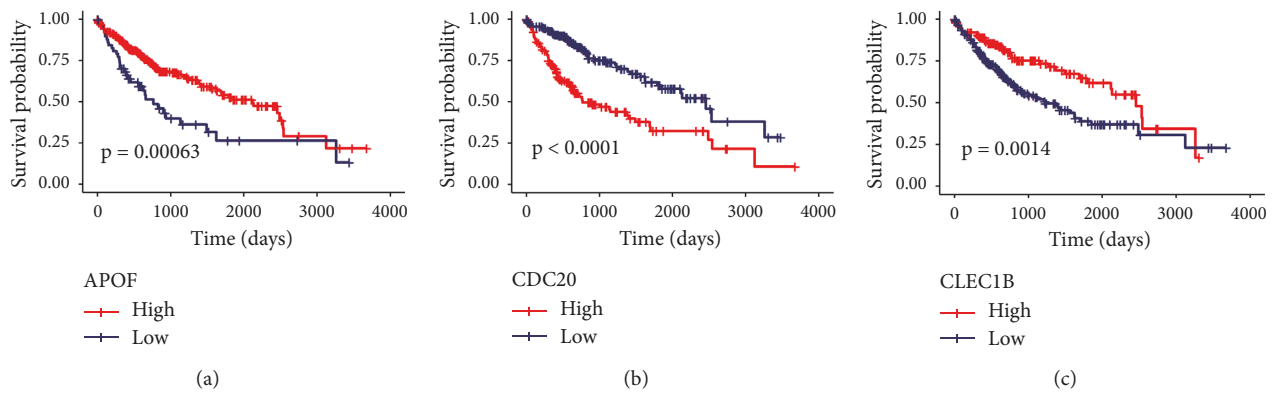 Survival probability
1.00
0.75
0.50
0.25
0.00
p = 0.00063
0 1000 2000 3000 4000
Time (days)
APOF
High
Low
(a)
Survival probability
1.00
0.75
0.50
0.25
0.00
p < 0.0001
0 1000 2000 3000 4000
Time (days)
CDC20
High
Low
(b)
Survival probability
1.00
0.75
0.50
0.25
0.00
p = 0.0014
0 1000 2000 3000 4000
Time (days)
CLEC1B
High
Low
(c)